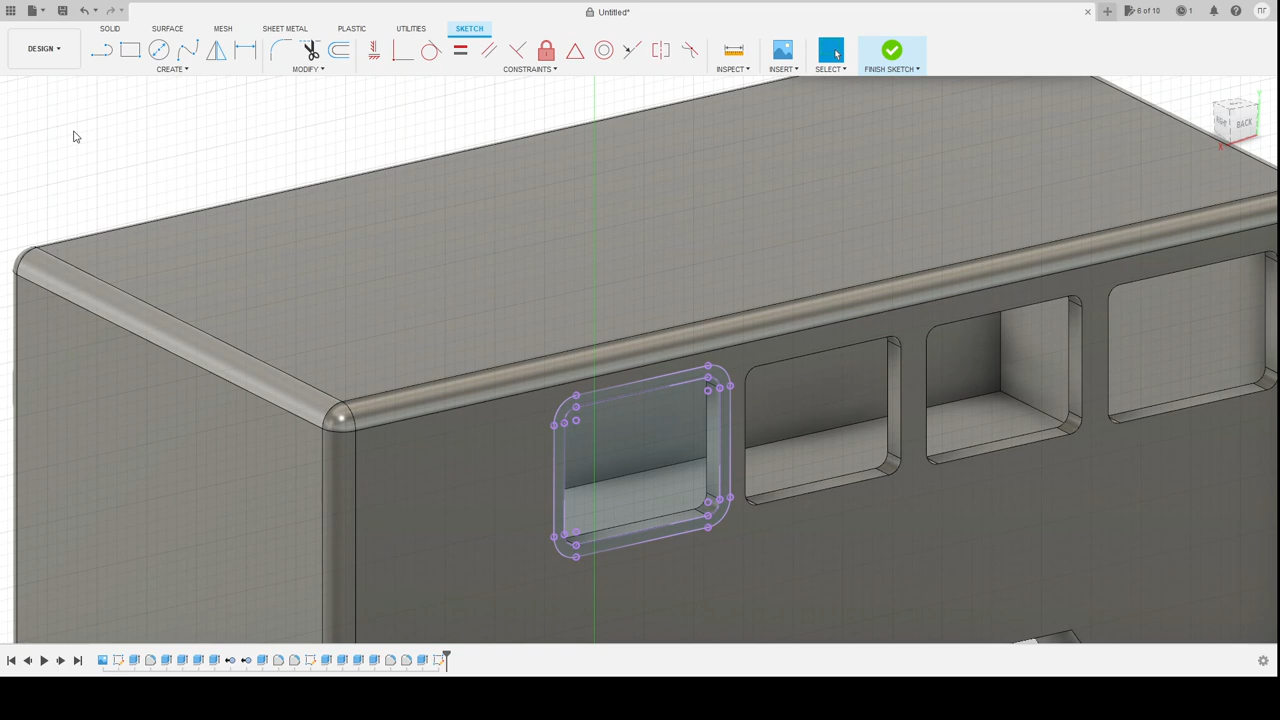 Untitled*
6 of 10
1
ПГ
DESIGN
SOLID
SURFACE
MESH
SHEET METAL
PLASTIC
UTILITIES
SKETCH
CREATE
MODIFY
CONSTRAINTS
INSPECT
INSERT
SELECT
FINISH SKETCH
BACK
X